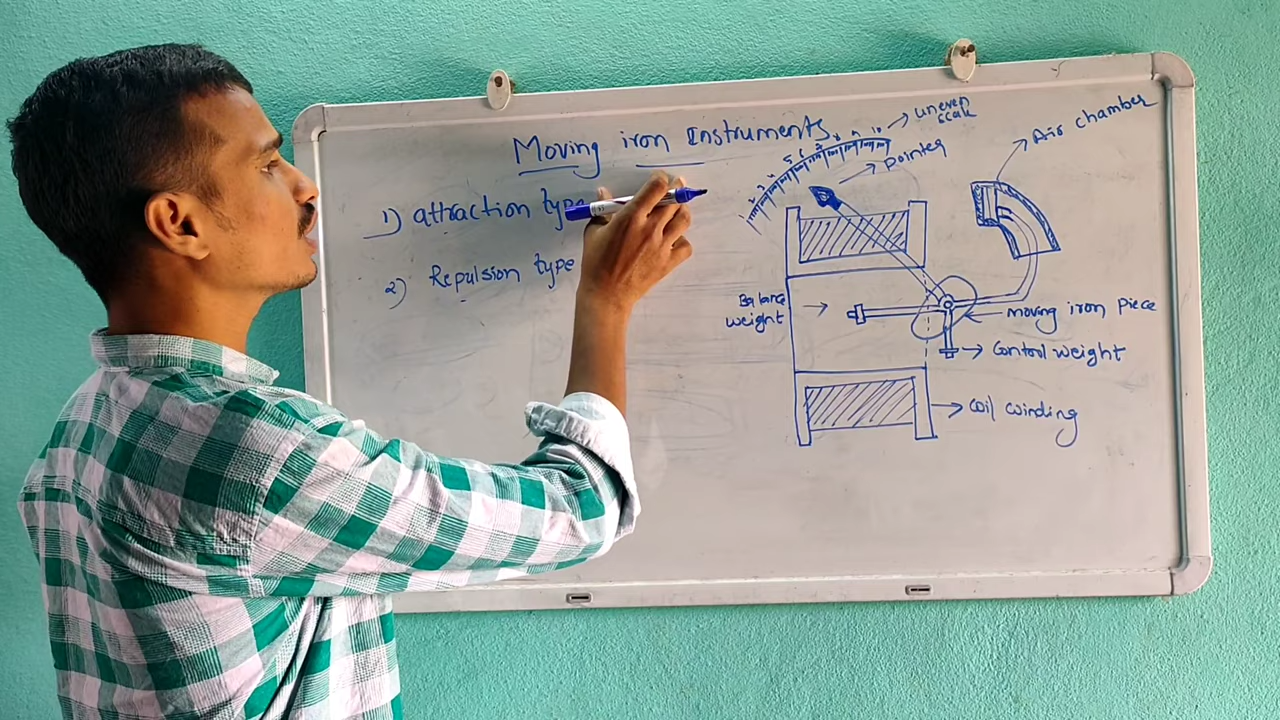 Moving iron Instruments
1) attraction type
2) Repulsion type
uneven
scale
Pointer
Air chamber
Balance
weight
moving iron piece
Control weight
Coil winding